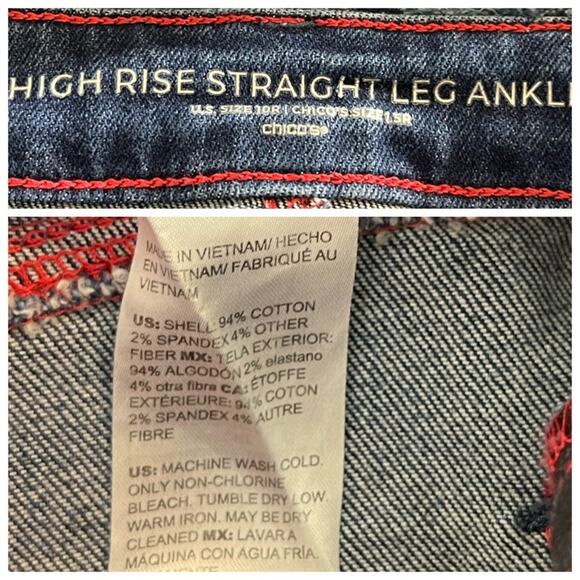 HIGH RISE STRAIGHT LEG ANKL
U.S. SIZE 10R | CHICO'S SIZE 1.5R
chico's®
MADE IN VIETNAM/ HECHO
EN VIETNAM/ FABRIQUÉ AU
VIETNAM
US: SHELL: 94% COTTON
2% SPANDEX 4% OTHER
FIBER MX: TELA EXTERIOR:
94% ALGODÓN 2% elastano
4% otra fibra CA: ÉTOFFE
EXTÉRIEURE: 94% COTON
2% SPANDEX 4% AUTRE
FIBRE
US: MACHINE WASH COLD.
ONLY NON-CHLORINE
BLEACH. TUMBLE DRY LOW.
WARM IRON. MAY BE DRY
CLEANED MX: LAVAR A
MÁQUINA CON AGUA FRÍA.